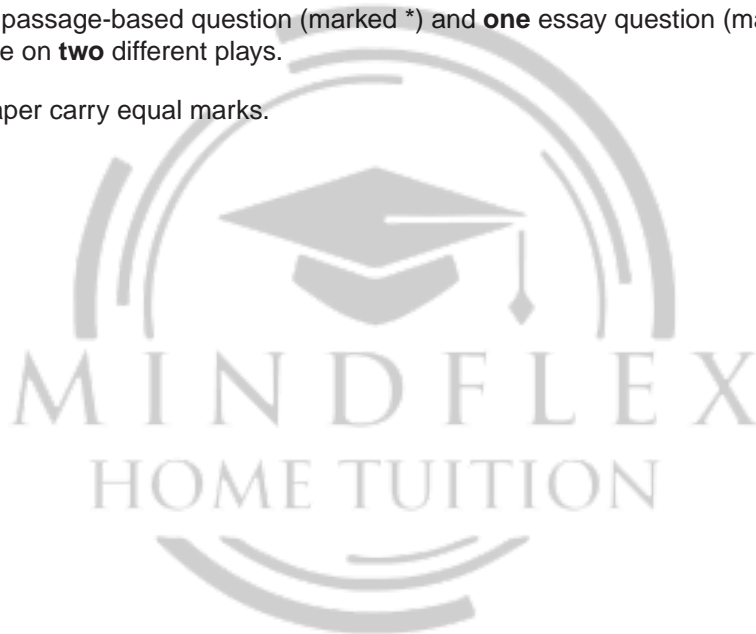 passage-based question (marked *) and one essay question (ma
e on two different plays.
aper carry equal marks.
MINDFLEX
HOME TUITION